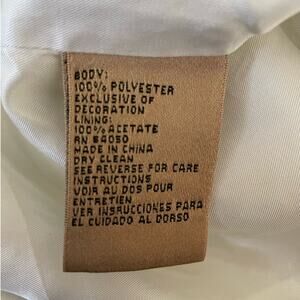 BODY:
100% POLYESTER
EXCLUSIVE OF
DECORATION
LINING:
100% ACETATE
RN 84050
MADE IN CHINA
DRY CLEAN
SEE REVERSE FOR CARE
INSTRUCTIONS
VOIR AU DOS POUR
ENTRETIEN
VER INSRUCCIONES PARA
EL CUIDADO AL DORSO